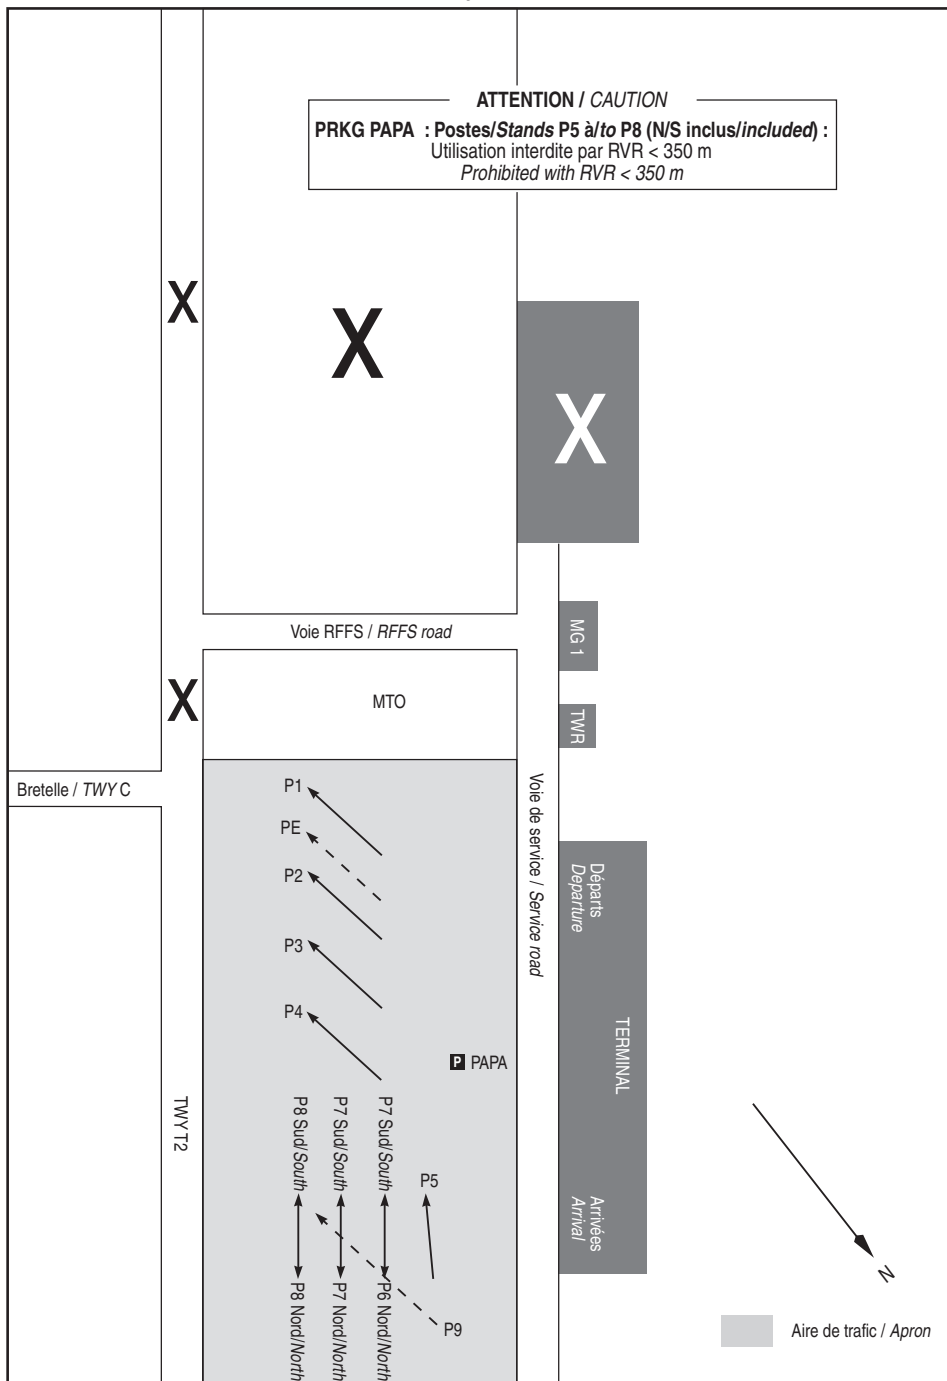 ATTENTION / CAUTION
PRKG PAPA : Postes/Stands P5 à/to P8 (N/S inclus/included) :
Utilisation interdite par RVR < 350 m
Prohibited with RVR < 350 m
X
X
X
Voie RFFS / RFFS road
MG 1
X
MTO
TWR
Bretelle / TWY C
P1
PE
P2
P3
P4
Voie de service / Service road
Départs
Departure
TERMINAL
P PAPA
TWY T2
P8 Sud/South
P7 Sud/South
P7 Sud/South
P5
Arrivées
Arrival
P8 Nord/North
P7 Nord/North
P6 Nord/North
P9
N
Aire de trafic / Apron